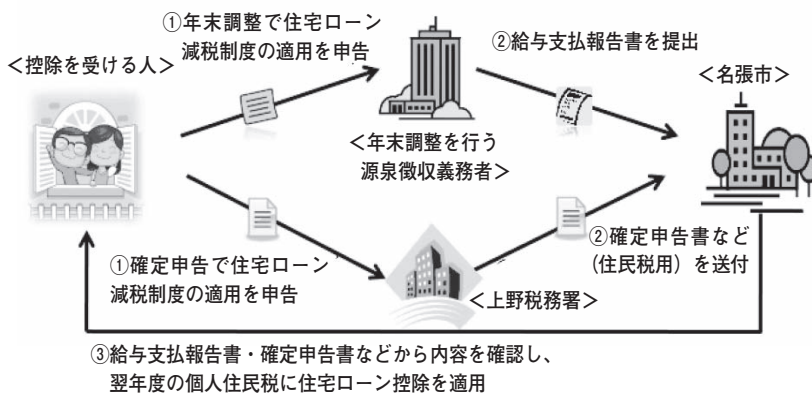 ①年末調整で住宅ローン
減税制度の適用を申告
②給与支払報告書を提出
＜控除を受ける人＞
＜名張市＞
＜年末調整を行う
源泉徴収義務者＞
①確定申告で住宅ローン
減税制度の適用を申告
②確定申告書など
(住民税用) を送付
＜上野税務署＞
③給与支払報告書・確定申告書などから内容を確認し、
翌年度の個人住民税に住宅ローン控除を適用